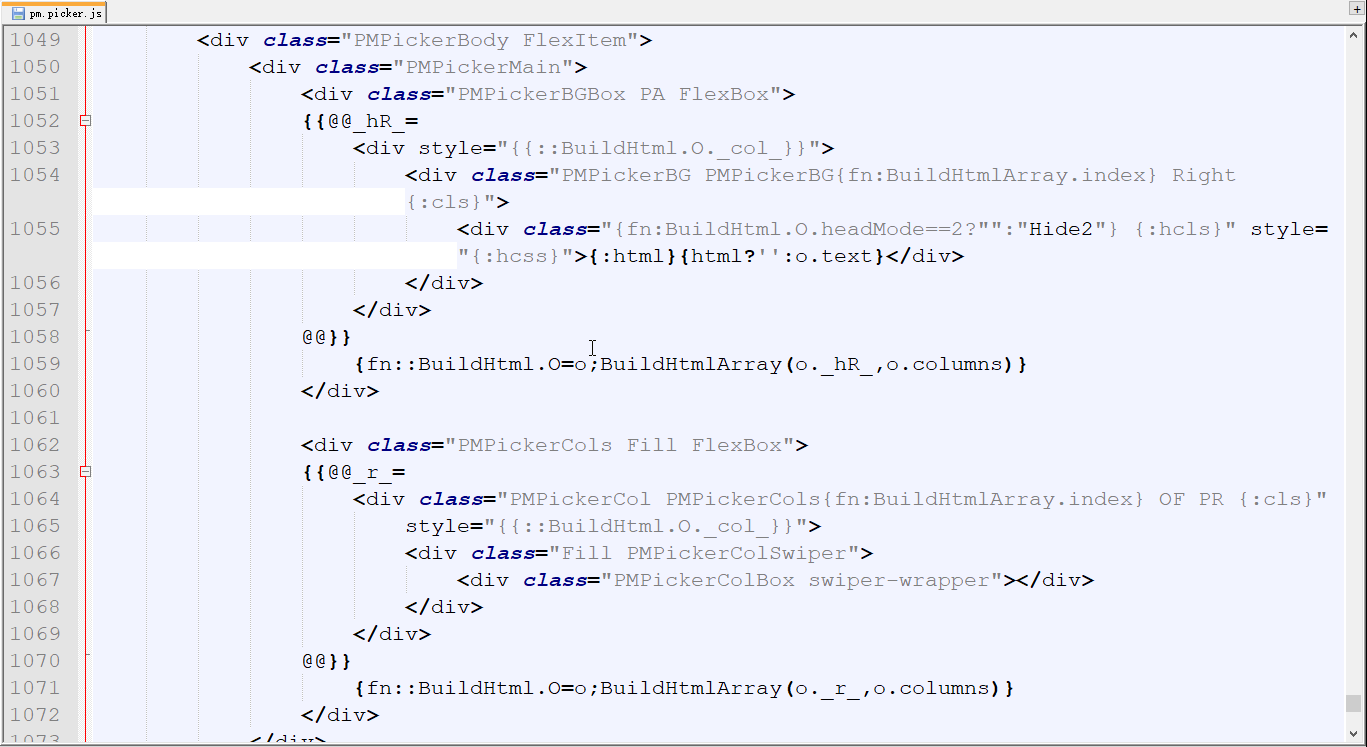 pm.picker.js
1049 <div class="PMPickerBody FlexItem">
1050 <div class="PMPickerMain">
1051 <div class="PMPickerBGBox PA FlexBox">
1052 {{@@_hR_=
1053 <div style="{{::BuildHtml.O._col_}}">
1054 <div class="PMPickerBG PMPickerBG{fn:BuildHtmlArray.index} Right
{:cls}">
1055 <div class="{fn:BuildHtml.O.headMode==2?"":"Hide2"} {:hcls}" style=
"{:hcss}">{:html}{html?'':o.text}</div>
1056 </div>
1057 </div>
1058 @@}}
1059 {fn::BuildHtml.O=o;BuildHtmlArray(o._hR_,o.columns)}
1060 </div>
1061
1062 <div class="PMPickerCols Fill FlexBox">
1063 {{@@_r_=
1064 <div class="PMPickerCol PMPickerCols{fn:BuildHtmlArray.index} OF PR {:cls}"
1065 style="{{::BuildHtml.O._col_}}">
1066 <div class="Fill PMPickerColSwiper">
1067 <div class="PMPickerColBox swiper-wrapper"></div>
1068 </div>
1069 </div>
1070 @@}}
1071 {fn::BuildHtml.O=o;BuildHtmlArray(o._r_,o.columns)}
1072 </div>
1073 </div>